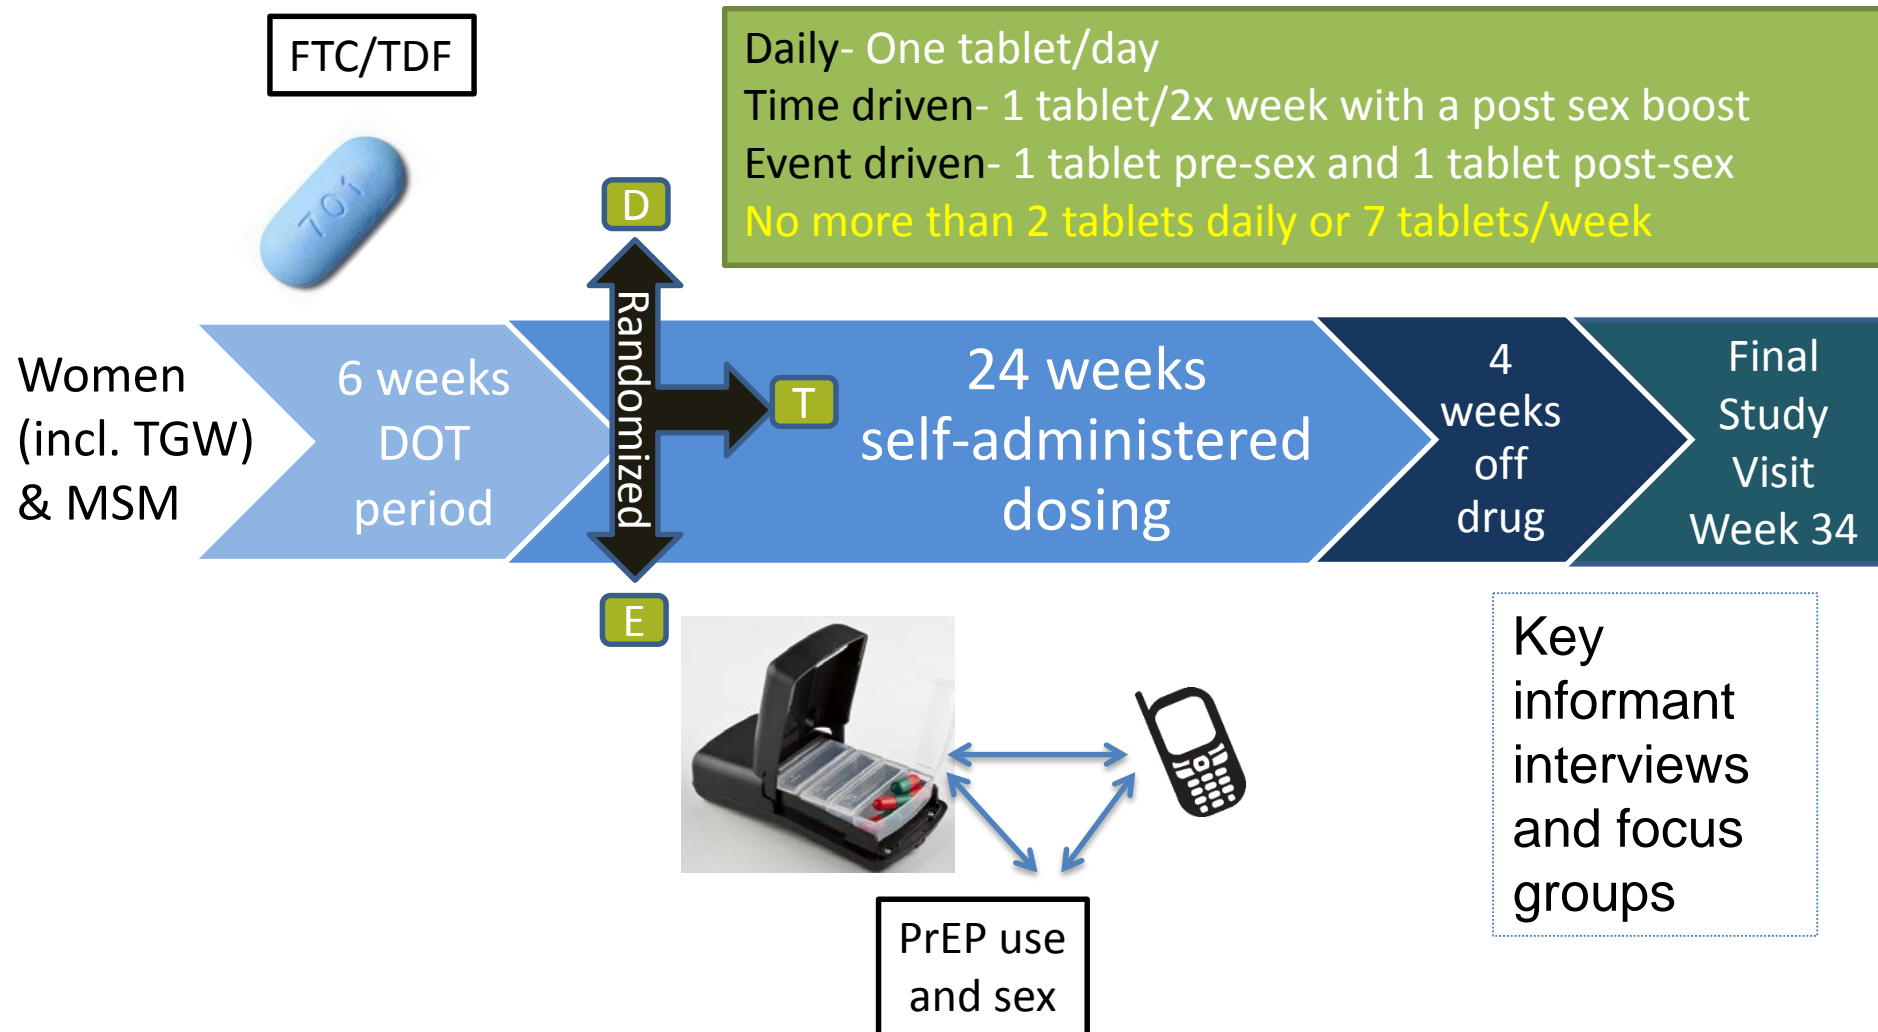 FTC/TDF
701
Daily- One tablet/day
Time driven- 1 tablet/2x week with a post sex boost
Event driven- 1 tablet pre-sex and 1 tablet post-sex
No more than 2 tablets daily or 7 tablets/week
D
Randomized
T
E
Women
(incl. TGW)
& MSM
6 weeks
DOT
period
24 weeks
self-administered
dosing
4
weeks
off
drug
Final
Study
Visit
Week 34
PrEP use
and sex
Key
informant
interviews
and focus
groups